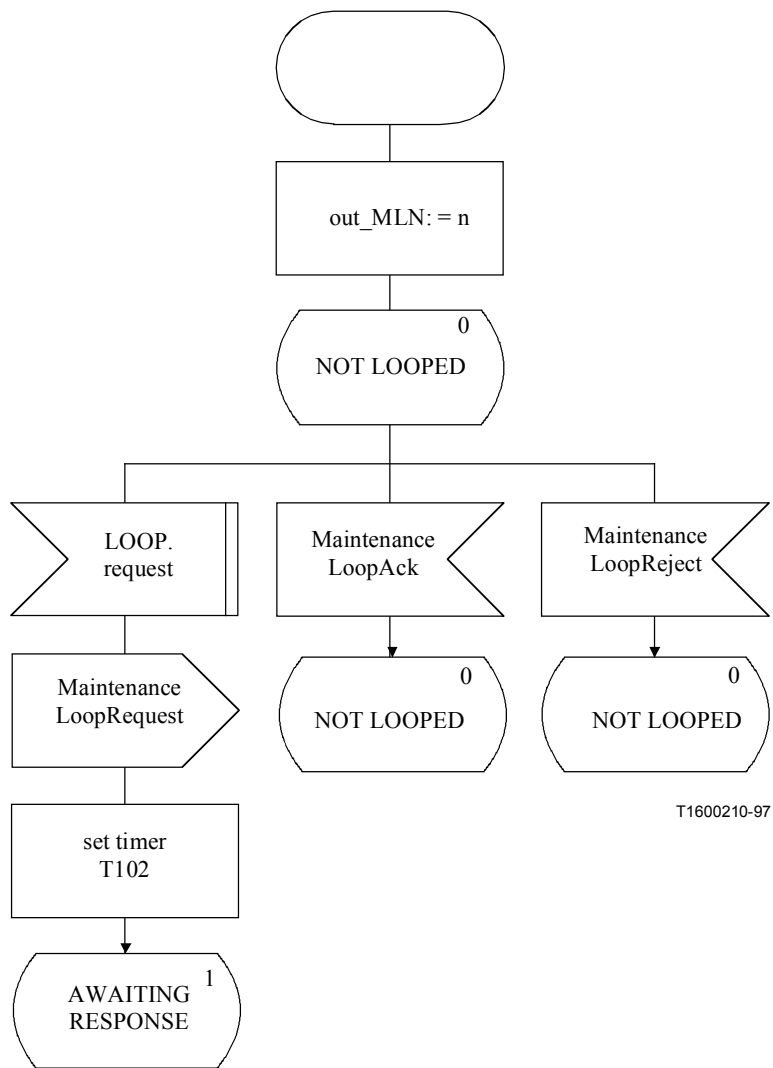 out_MLN: = n
0
NOT LOOPED
LOOP.
request
Maintenance
LoopAck
Maintenance
LoopReject
Maintenance
LoopRequest
0
NOT LOOPED
0
NOT LOOPED
T1600210-97
set timer
T102
1
AWAITING
RESPONSE